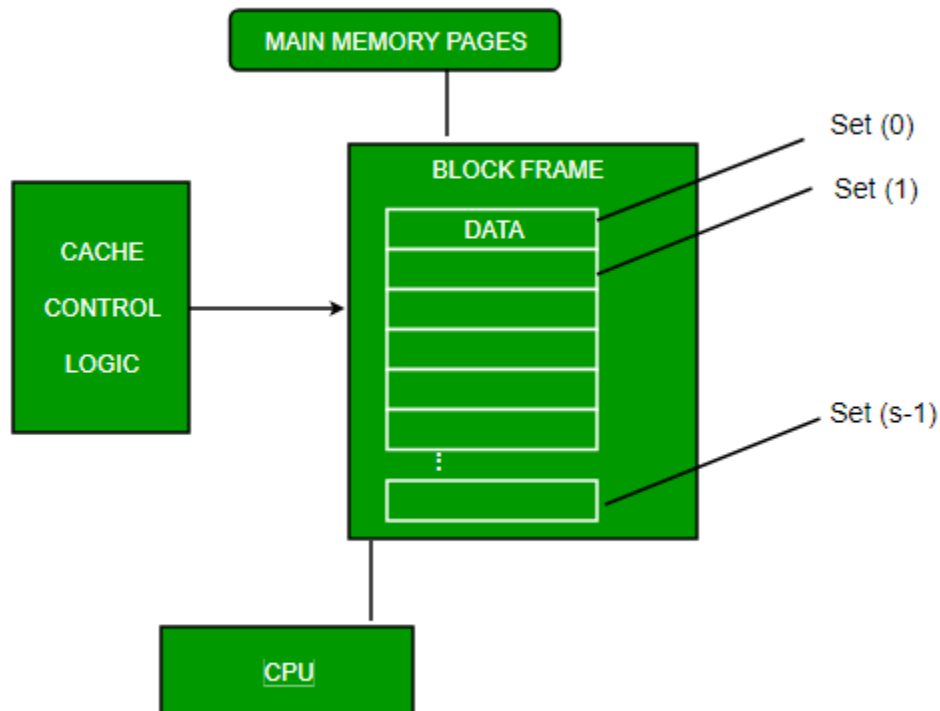 MAIN MEMORY PAGES
Set (0)
BLOCK FRAME
Set (1)
DATA
CACHE
CONTROL
LOGIC
Set (s-1)
CPU